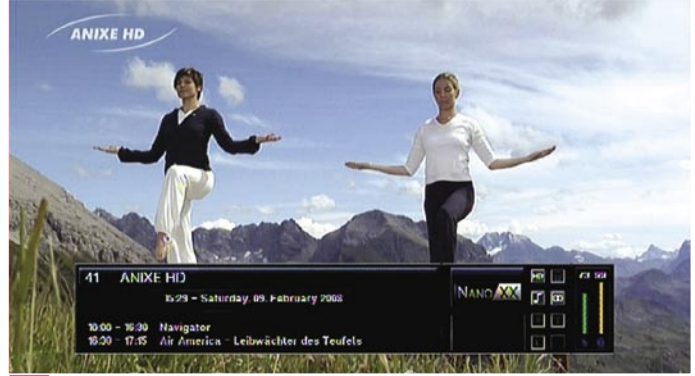 ANIXE HD
41 ANIXE HD
15:29 - Saturday, 09. February 2008
NANO XX
HD
16:00 - 16:30 Navigator
16:30 - 17:15 Air America - Leibwächter des Teufels